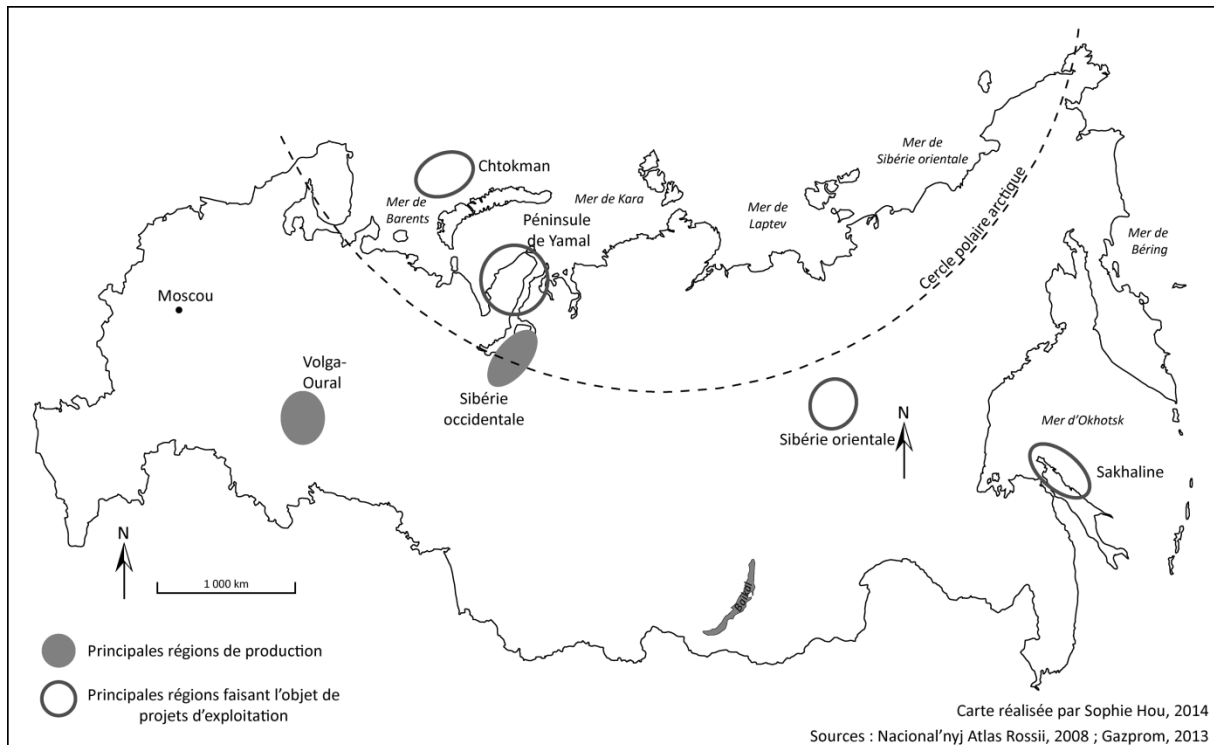 Mer de
Sibérie orientale
Chtokman
Mer de
Barents
Mer de Kara
Mer de
Laptev
Péninsule
de Yamal
Cercle polaire arctique
Mer de
Béring
Moscou
Volga-
Oural
Sibérie
occidentale
Sibérie orientale
N
Mer d'Okhotsk
Sakhaline
N
1 000 km
Baïkal
Principales régions de production
Principales régions faisant l'objet de
projets d'exploitation
Carte réalisée par Sophie Hou, 2014
Sources : Nacional'nyj Atlas Rossii, 2008 ; Gazprom, 2013